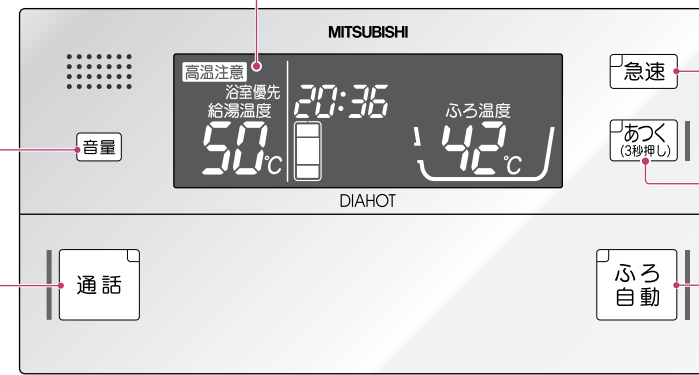 MITSUBISHI
高温注意
浴室優先
給湯温度
20:36
ふろ温度
50℃
42℃
DIAHOT
音量
通話
急速
あつく
(3秒押し)
ふろ
自動